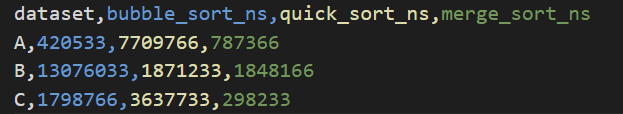 dataset,bubble_sort_ns,quick_sort_ns,merge_sort_ns
A,420533,7709766,787366
B,13076033,1871233,1848166
C,1798766,3637733,298233